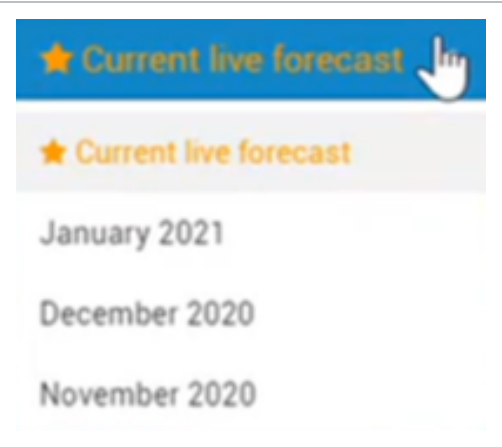 Current live forecast
Current live forecast
January 2021
December 2020
November 2020